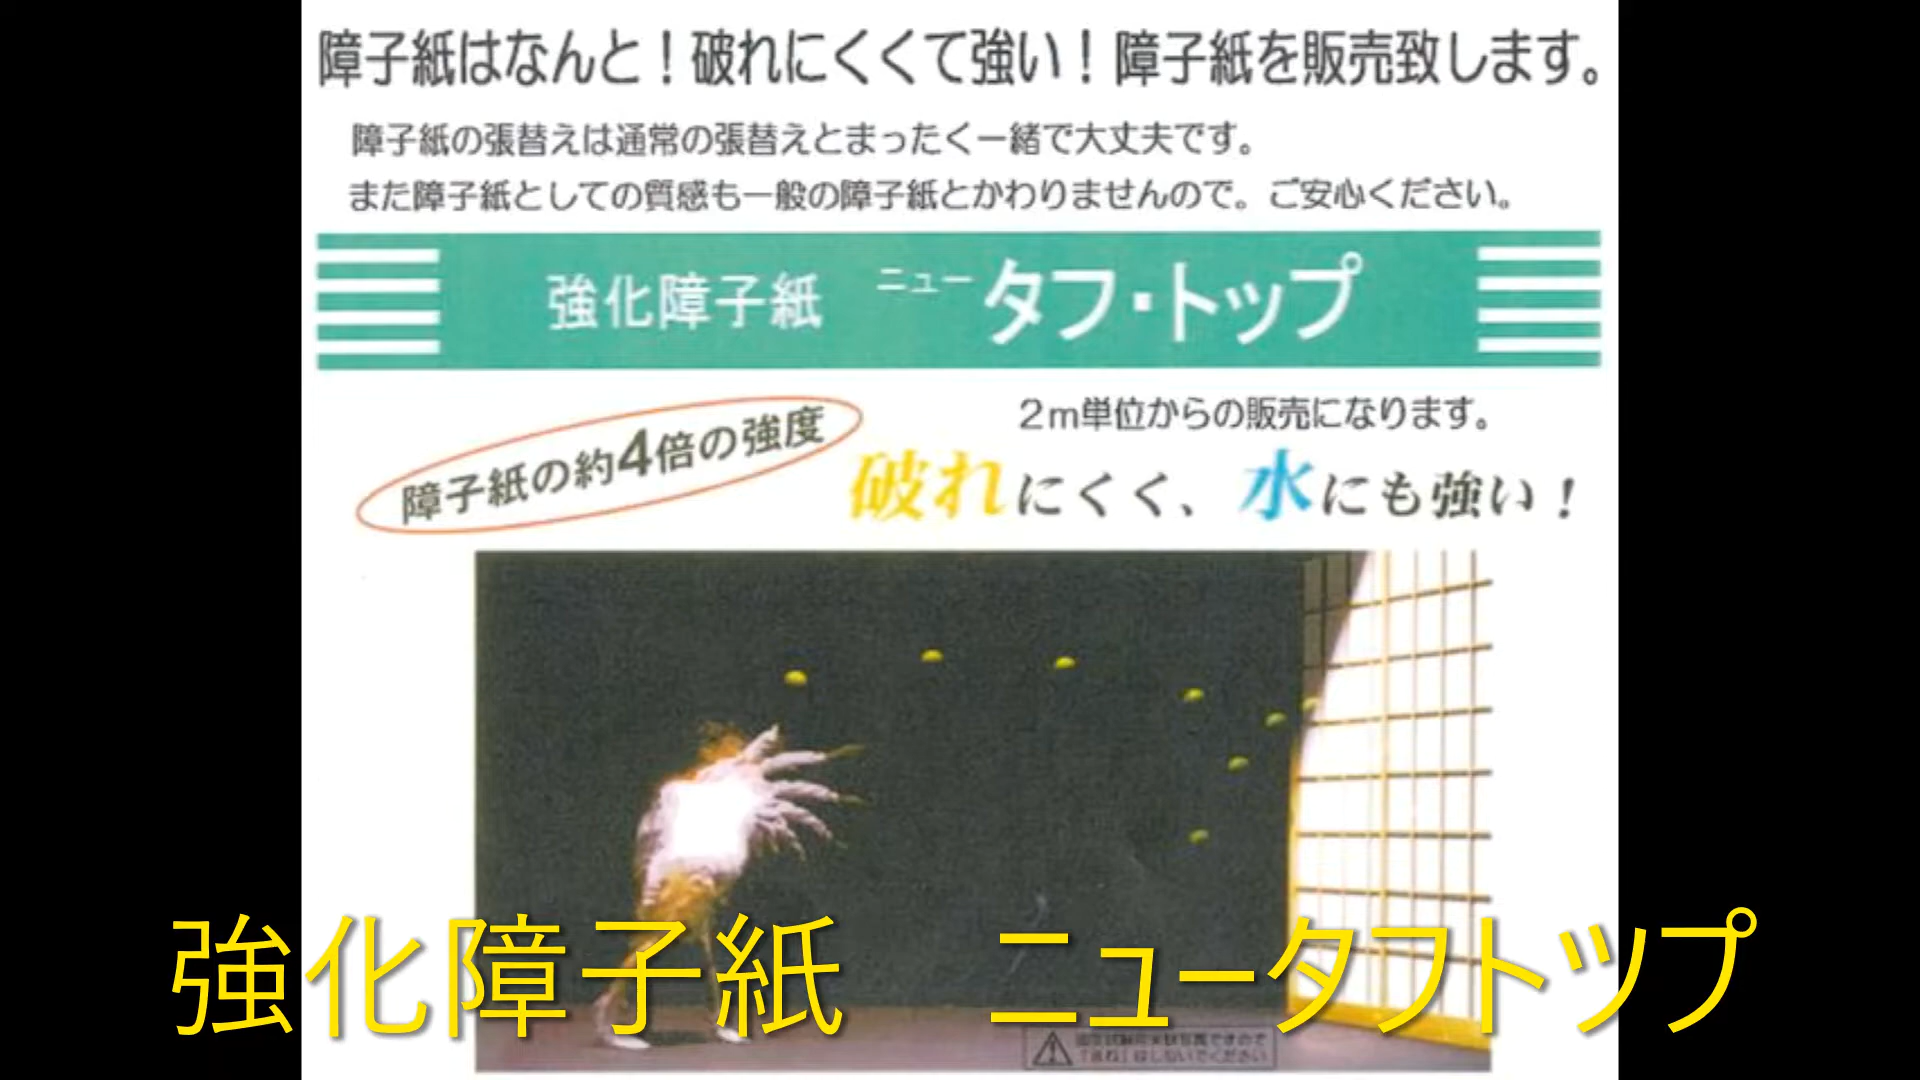 障子紙はなんと！破れにくくて強い！障子紙を販売致します。
障子紙の張替えは通常の張替えとまったく一緒で大丈夫です。
また障子紙としての質感も一般の障子紙とかわりませんので。ご安心ください。
強化障子紙 ニュータフ・トップ
2m単位からの販売になります。
障子紙の約4倍の強度
破れにくく、水にも強い！
強化障子紙　ニュータフトップ